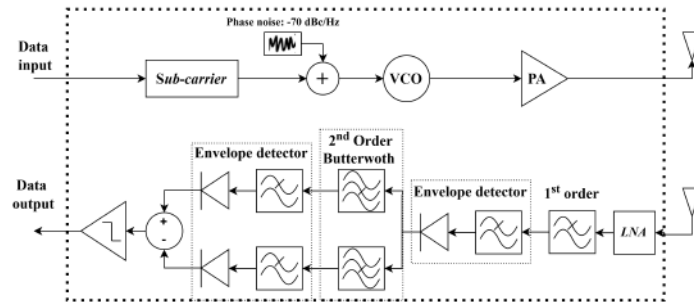 Phase noise: -70 dBc/Hz
Data
input
Sub-carrier
+
VCO
PA
2nd Order
Butterwoth
Envelope detector
Envelope detector
1st order
Data
output
+
-
LNA